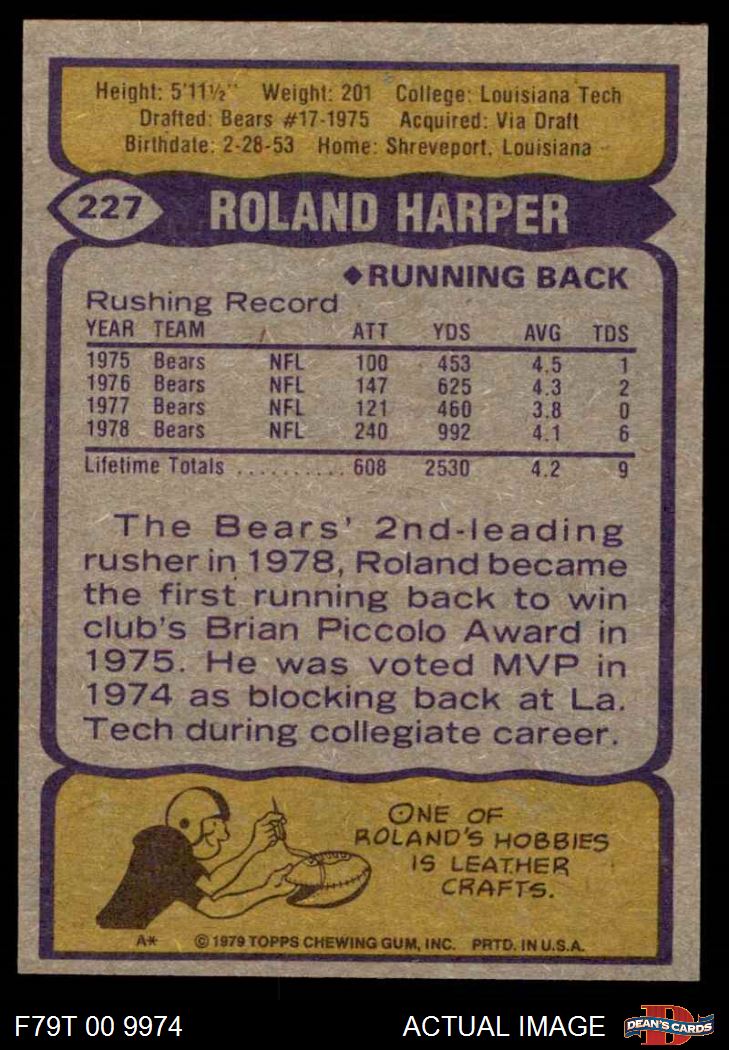 Height: 5'11½" Weight: 201 College: Louisiana Tech
Drafted: Bears #17-1975 Acquired: Via Draft
Birthdate: 2-28-53 Home: Shreveport, Louisiana
227 ROLAND HARPER
◆RUNNING BACK
Rushing Record
YEAR TEAM ATT YDS AVG TDS
1975 Bears NFL 100 453 4.5 1
1976 Bears NFL 147 625 4.3 2
1977 Bears NFL 121 460 3.8 0
1978 Bears NFL 240 992 4.1 6
Lifetime Totals .......... 608 2530 4.2 9
The Bears' 2nd-leading
rusher in 1978, Roland became
the first running back to win
club's Brian Piccolo Award in
1975. He was voted MVP in
1974 as blocking back at La.
Tech during collegiate career.
ONE OF
ROLAND'S HOBBIES
IS LEATHER
CRAFTS.
A* © 1979 TOPPS CHEWING GUM, INC. PRTD. IN U.S.A.
F79T 00 9974 ACTUAL IMAGE D DEAN'S CARDS